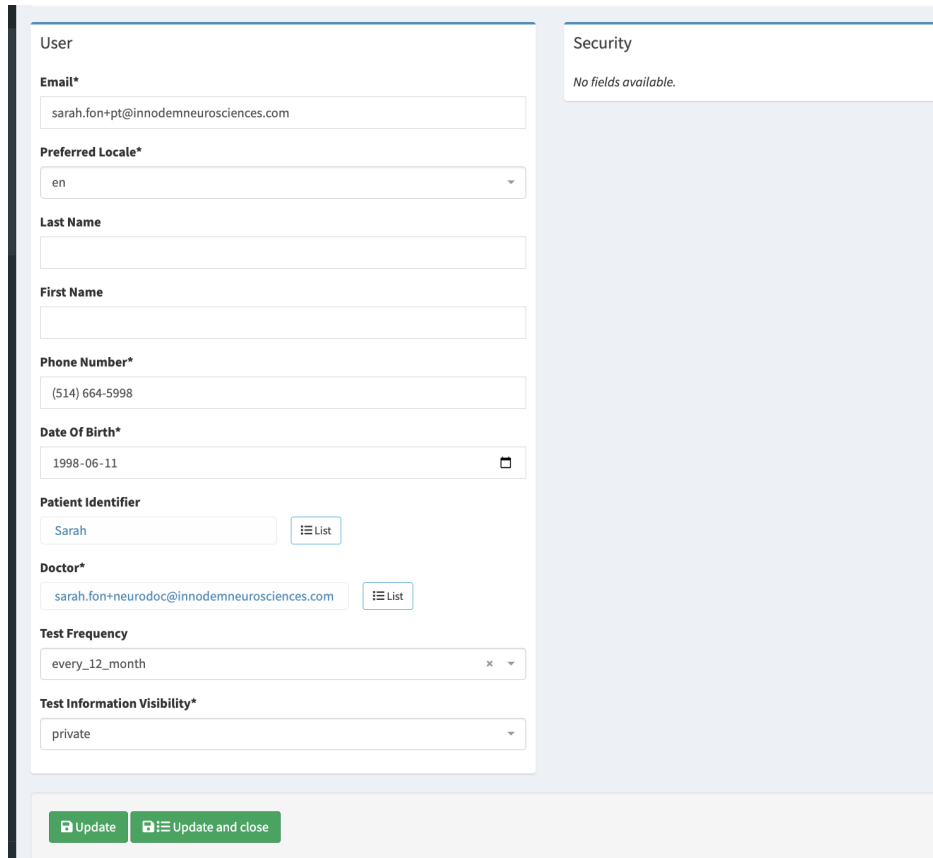 User
Email*
sarah.fon+pt@innodemneurosciences.com
Preferred Locale*
en
Last Name
First Name
Phone Number*
(514) 664-5998
Date Of Birth*
1998-06-11
Patient Identifier
Sarah
List
Doctor*
sarah.fon+neurodoc@innodemneurosciences.com
List
Test Frequency
every_12_month
Test Information Visibility*
private
Update
Update and close
Security
No fields available.